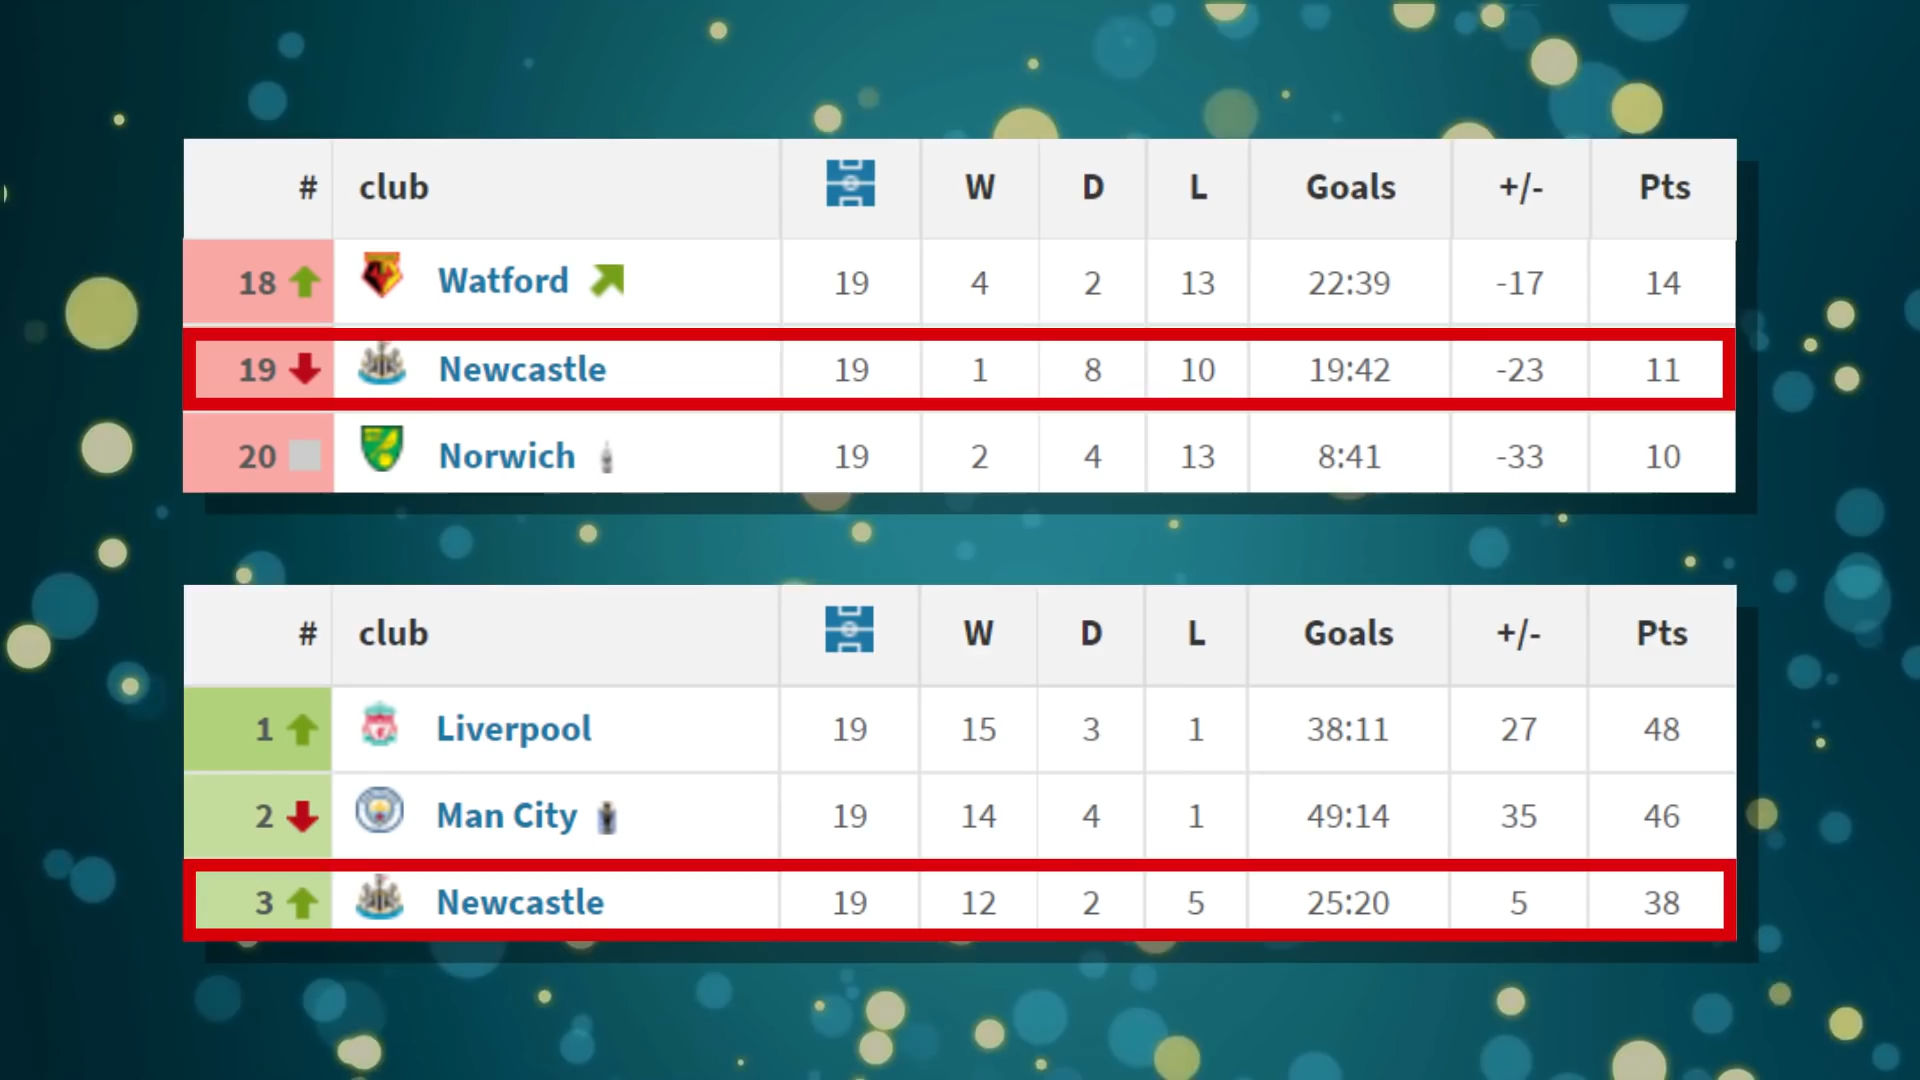 # club W D L Goals +/- Pts
18 Watford 19 4 2 13 22:39 -17 14
19 Newcastle 19 1 8 10 19:42 -23 11
20 Norwich 19 2 4 13 8:41 -33 10
# club W D L Goals +/- Pts
1 Liverpool 19 15 3 1 38:11 27 48
2 Man City 19 14 4 1 49:14 35 46
3 Newcastle 19 12 2 5 25:20 5 38